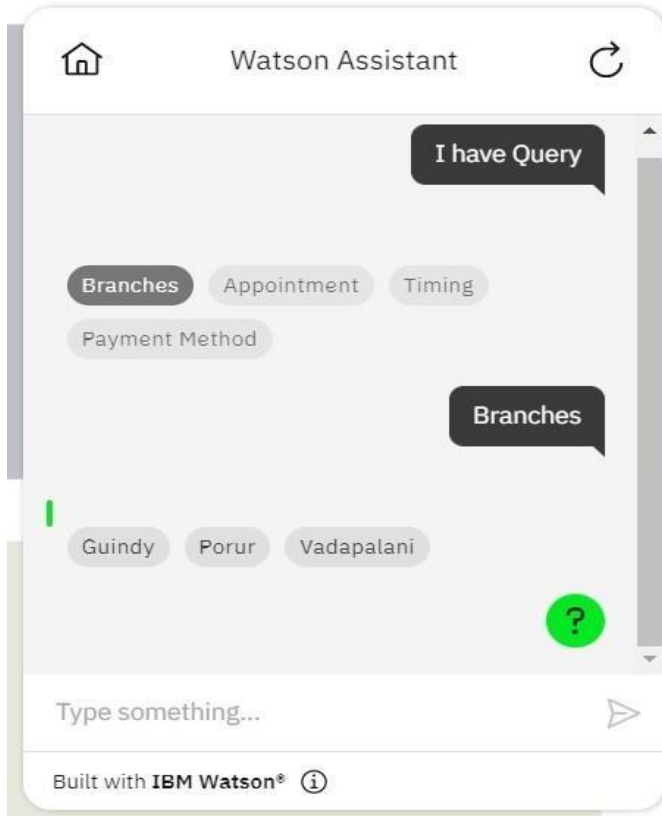 Watson Assistant
I have Query
Branches Appointment Timing
Payment Method
Branches
Guindy Porur Vadapalani
?
Type something...
Built with IBM Watson®